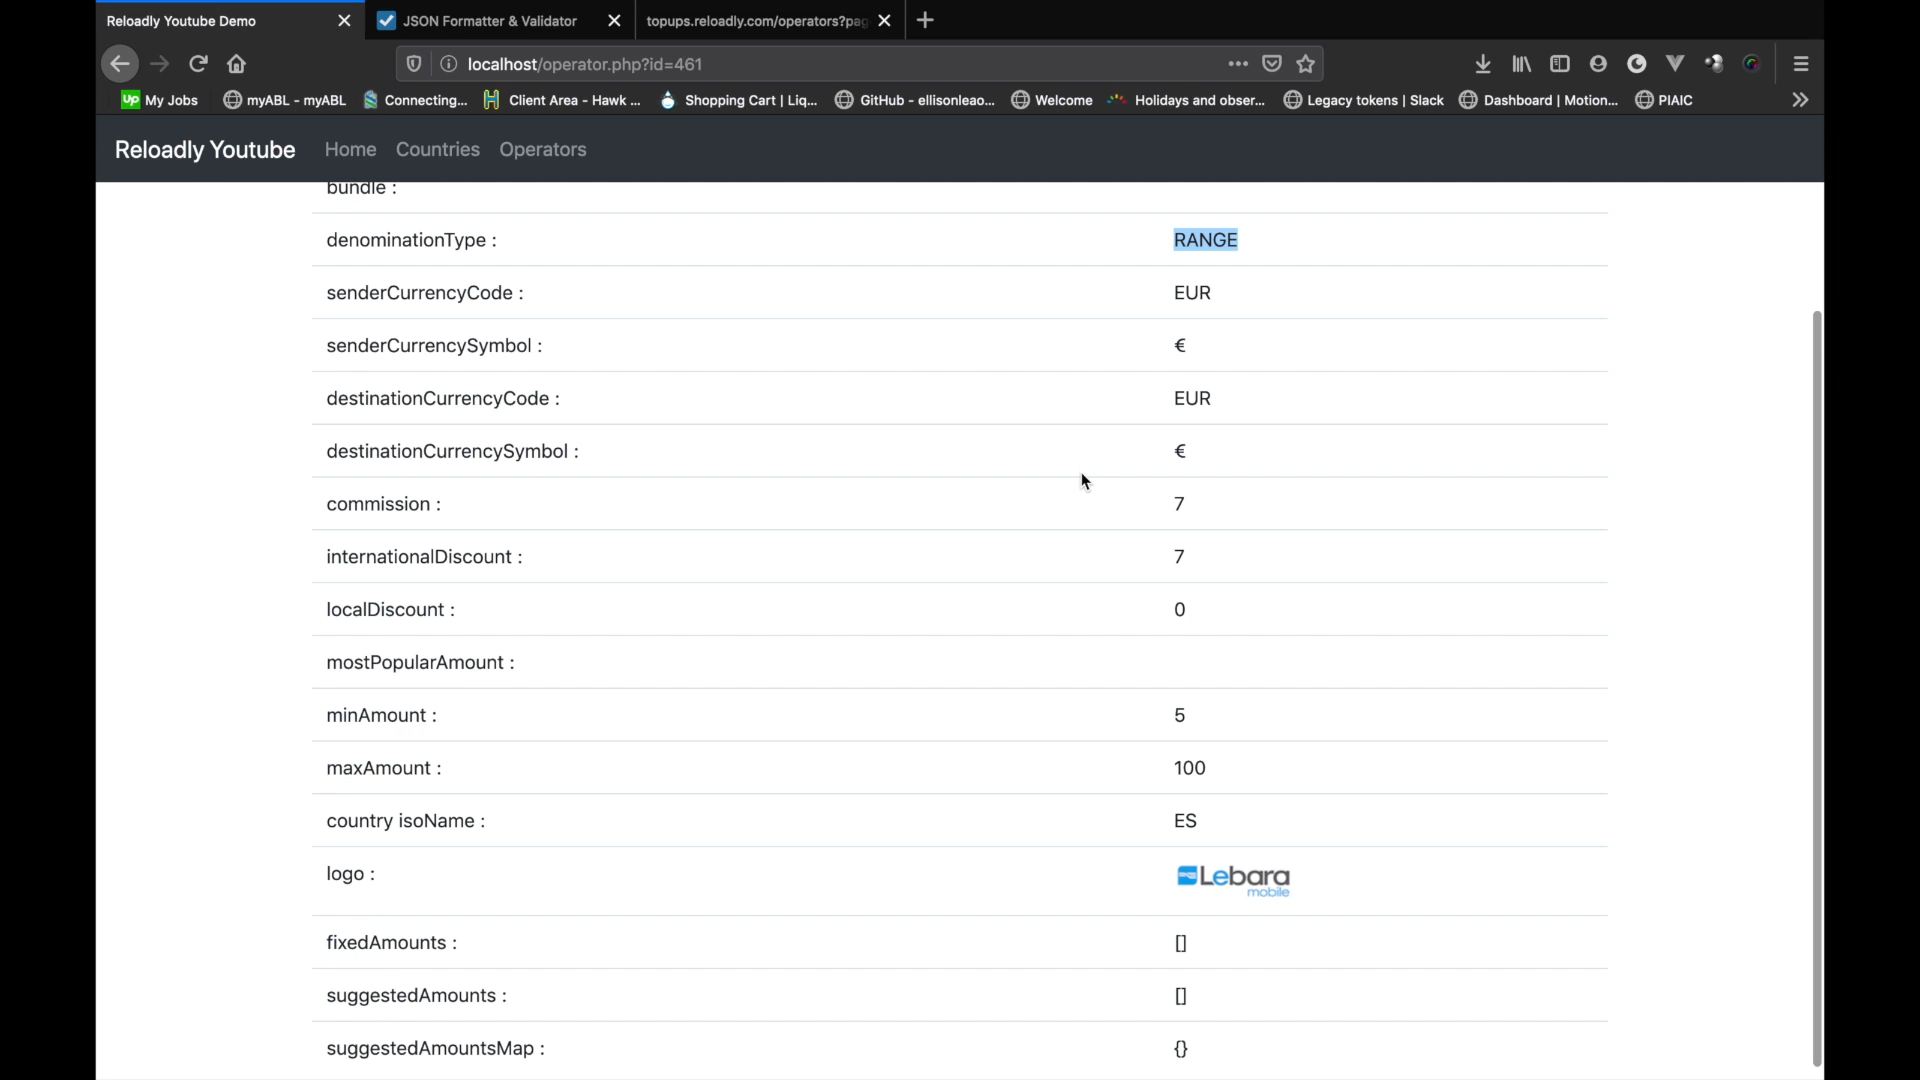 Reloadly Youtube Demo
JSON Formatter & Validator
topups.reloadly.com/operators?pag
localhost/operator.php?id=461
Up My Jobs
myABL - myABL
Connecting...
Client Area - Hawk ...
Shopping Cart | Liq...
GitHub - ellisonleao...
Welcome
Holidays and obser...
Legacy tokens | Slack
Dashboard | Motion...
PIAIC
Reloadly Youtube Home Countries Operators
bundle :
denominationType : RANGE
senderCurrencyCode : EUR
senderCurrencySymbol : €
destinationCurrencyCode : EUR
destinationCurrencySymbol : €
commission : 7
internationalDiscount : 7
localDiscount : 0
mostPopularAmount :
minAmount : 5
maxAmount : 100
country isoName : ES
logo : Lebara mobile
fixedAmounts : []
suggestedAmounts : []
suggestedAmountsMap : {}